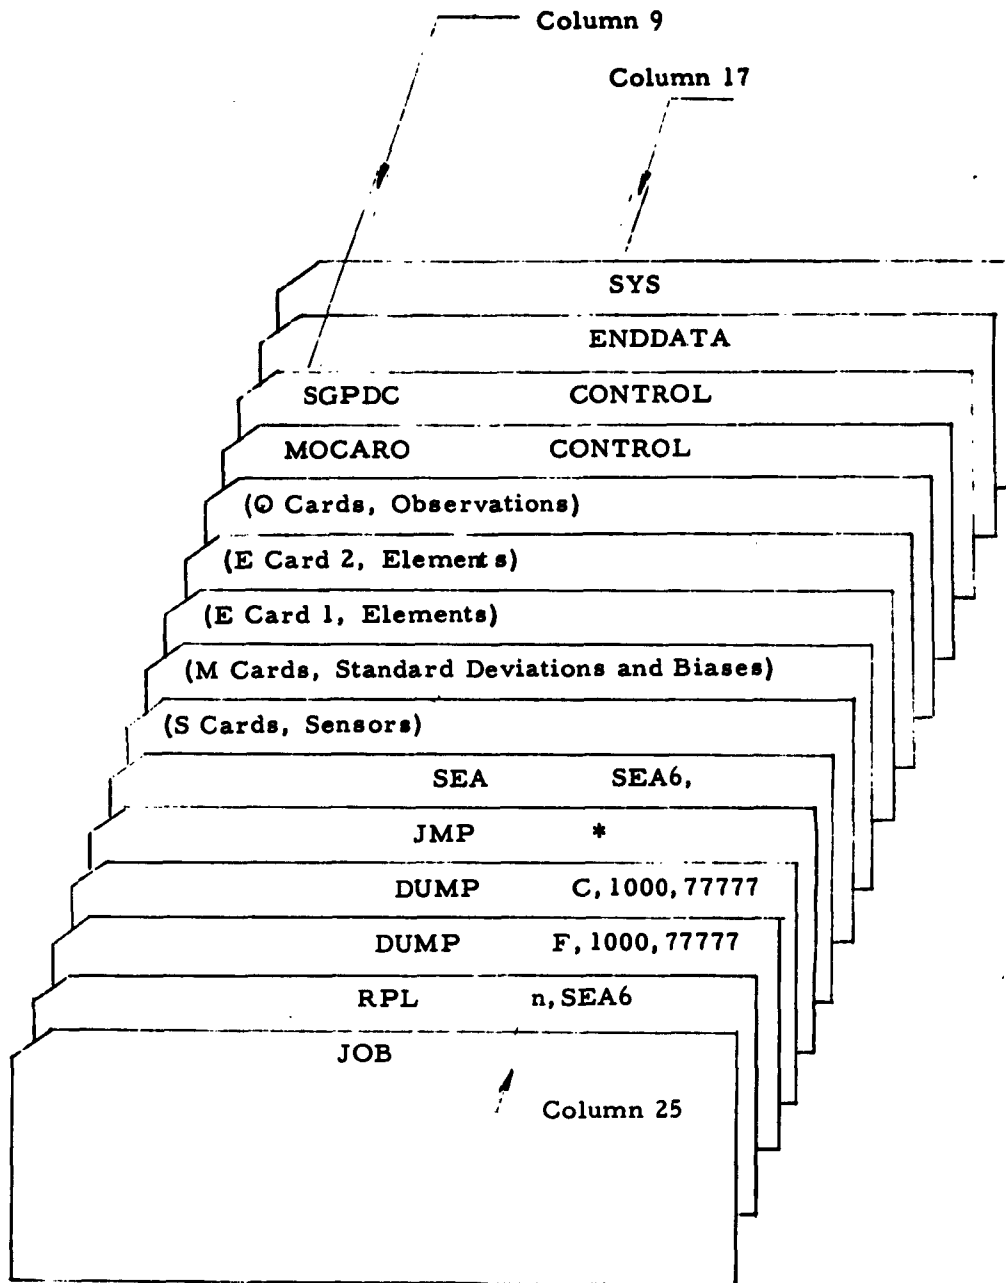 Column 9
Column 17
SYS
ENDDATA
SGPDC CONTROL
MOCARO CONTROL
(O Cards, Observations)
(E Card 2, Elements)
(E Card 1, Elements)
(M Cards, Standard Deviations and Biases)
(S Cards, Sensors)
SEA SEA6,
JMP *
DUMP C, 1000, 77777
DUMP F, 1000, 77777
RPL n, SEA6
JOB
Column 25